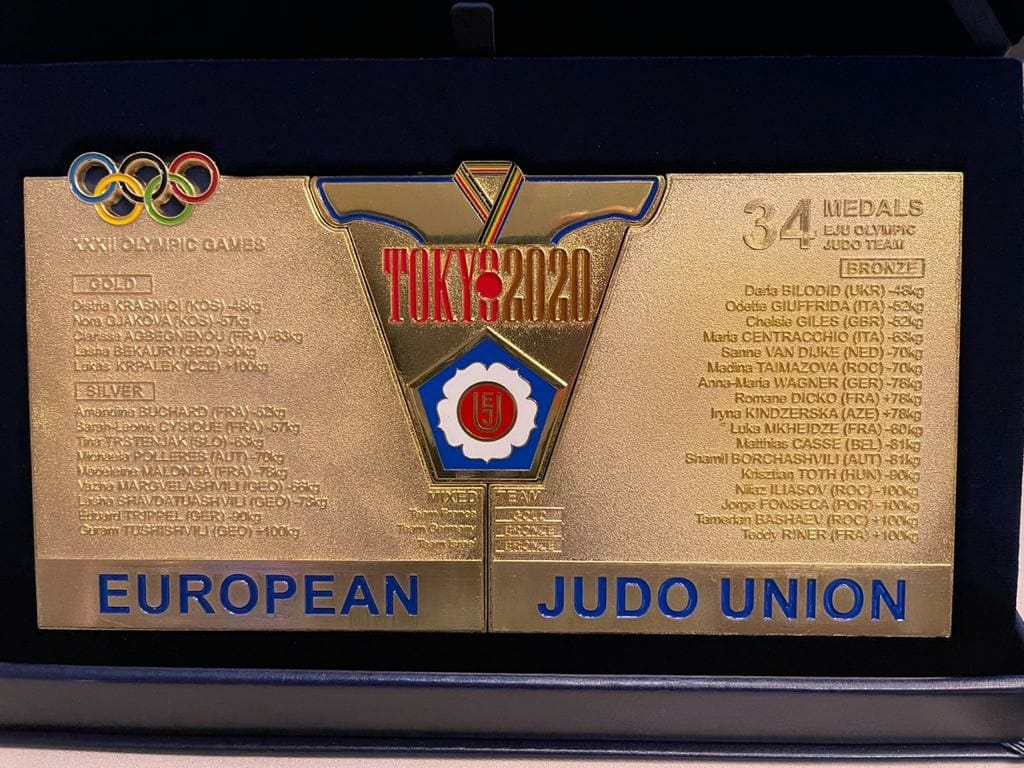 XXXII OLYMPIC GAMES
GOLD
Distria KRASNIQI (KOS) -48kg
Nora GJAKOVA (KOS) -57kg
Clarisse AGBEGNENOU (FRA) -63kg
Lasha BEKAURI (GEO) -90kg
Lukas KRPALEK (CZE) +100kg
SILVER
Amandine BUCHARD (FRA) -52kg
Sarah-Leonie CYSIQUE (FRA) -57kg
Tina TRSTENJAK (SLO) -63kg
Michaela POLLERES (AUT) -70kg
Madeleine MALONGA (FRA) -78kg
Vazha MARGVELASHVILI (GEO) -66kg
Lasha SHAVDATUASHVILI (GEO) -73kg
Eduard TRIPPEL (GER) -90kg
Guram TUSHISHVILI (GEO) +100kg
TOKYO2020
EJU
MIXED TEAM
Team France GOLD
Team Germany BRONZE
Team Israel BRONZE
34 MEDALS
EJU OLYMPIC
JUDO TEAM
BRONZE
Daria BILODID (UKR) -48kg
Odette GIUFFRIDA (ITA) -52kg
Chelsie GILES (GBR) -52kg
Maria CENTRACCHIO (ITA) -63kg
Sanne VAN DIJKE (NED) -70kg
Madina TAIMAZOVA (ROC) -70kg
Anna-Maria WAGNER (GER) -78kg
Romane DICKO (FRA) +78kg
Iryna KINDZERSKA (AZE) +78kg
Luka MKHEIDZE (FRA) -60kg
Matthias CASSE (BEL) -81kg
Shamil BORCHASHVILI (AUT) -81kg
Krisztian TOTH (HUN) -90kg
Niiaz ILIASOV (ROC) -100kg
Jorge FONSECA (POR) -100kg
Tamerlan BASHAEV (ROC) +100kg
Teddy RINER (FRA) +100kg
EUROPEAN JUDO UNION